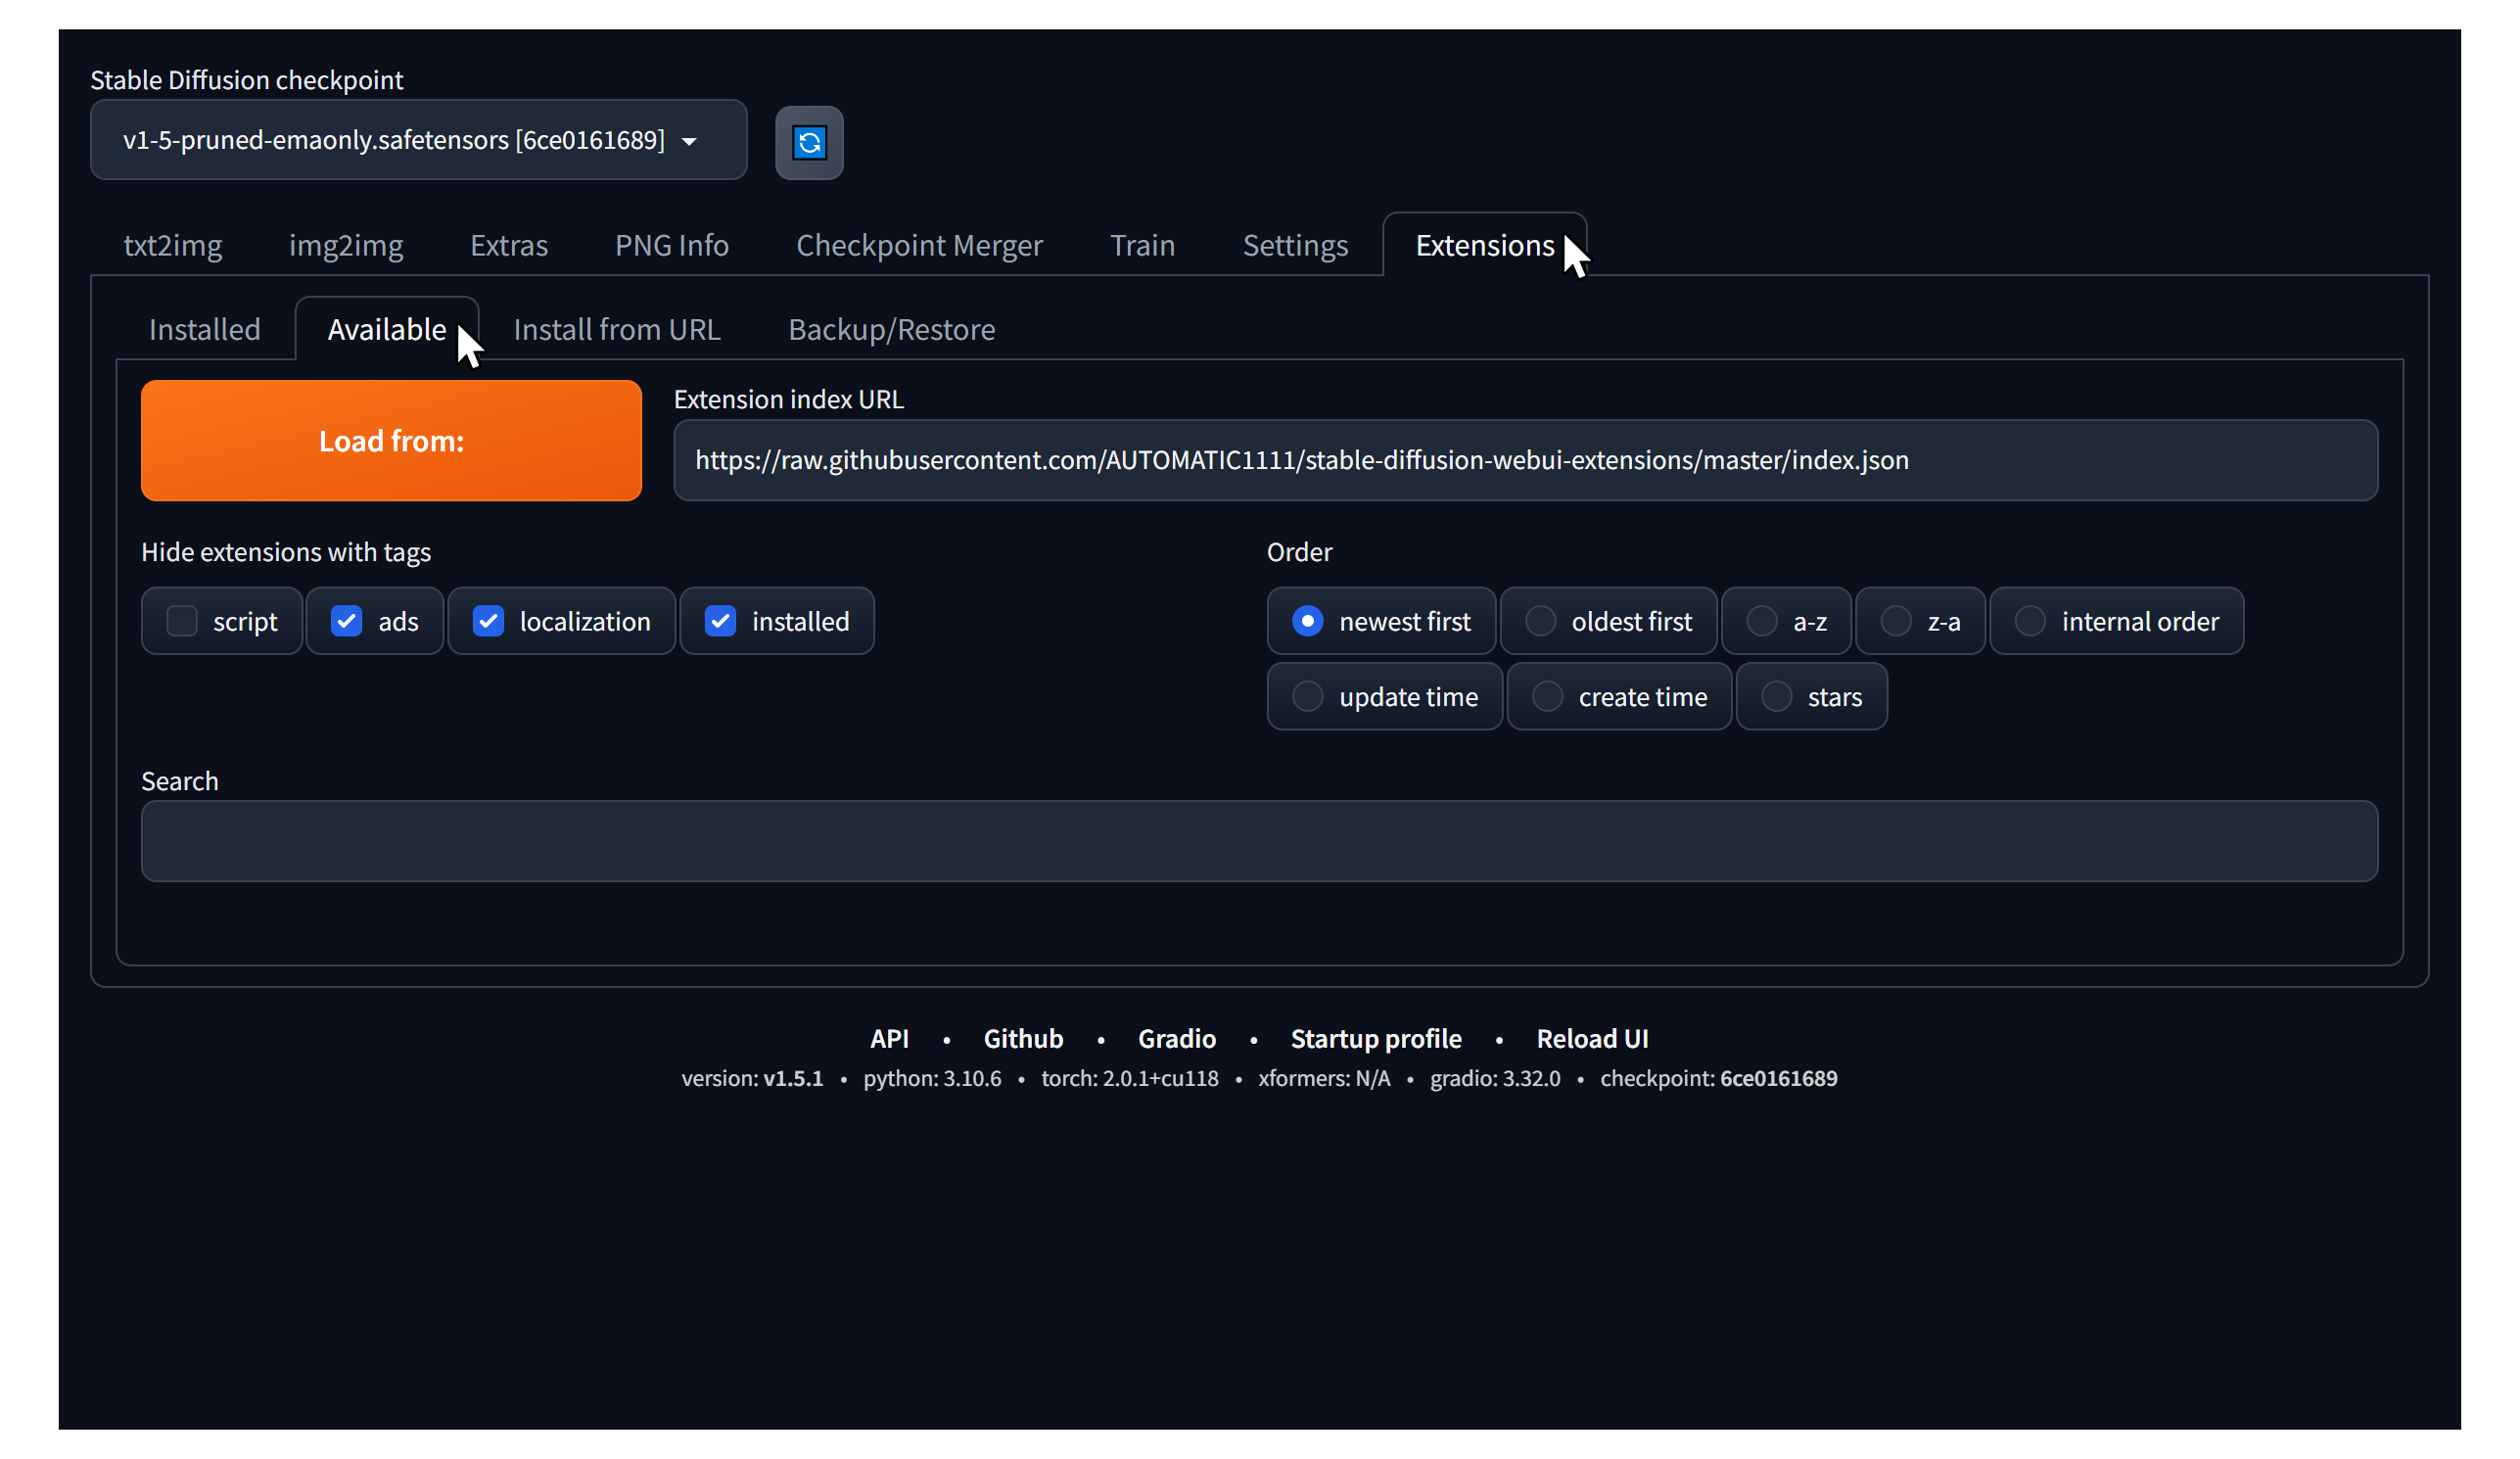 Stable Diffusion checkpoint
v1-5-pruned-emaonly.safetensors [6ce0161689]
txt2img img2img Extras PNG Info Checkpoint Merger Train Settings Extensions
Installed Available Install from URL Backup/Restore
Load from:
Extension index URL
https://raw.githubusercontent.com/AUTOMATIC1111/stable-diffusion-webui-extensions/master/index.json
Hide extensions with tags
script ads localization installed
Order
newest first oldest first a-z z-a internal order
update time create time stars
Search
API • Github • Gradio • Startup profile • Reload UI
version: v1.5.1 • python: 3.10.6 • torch: 2.0.1+cu118 • xformers: N/A • gradio: 3.32.0 • checkpoint: 6ce0161689